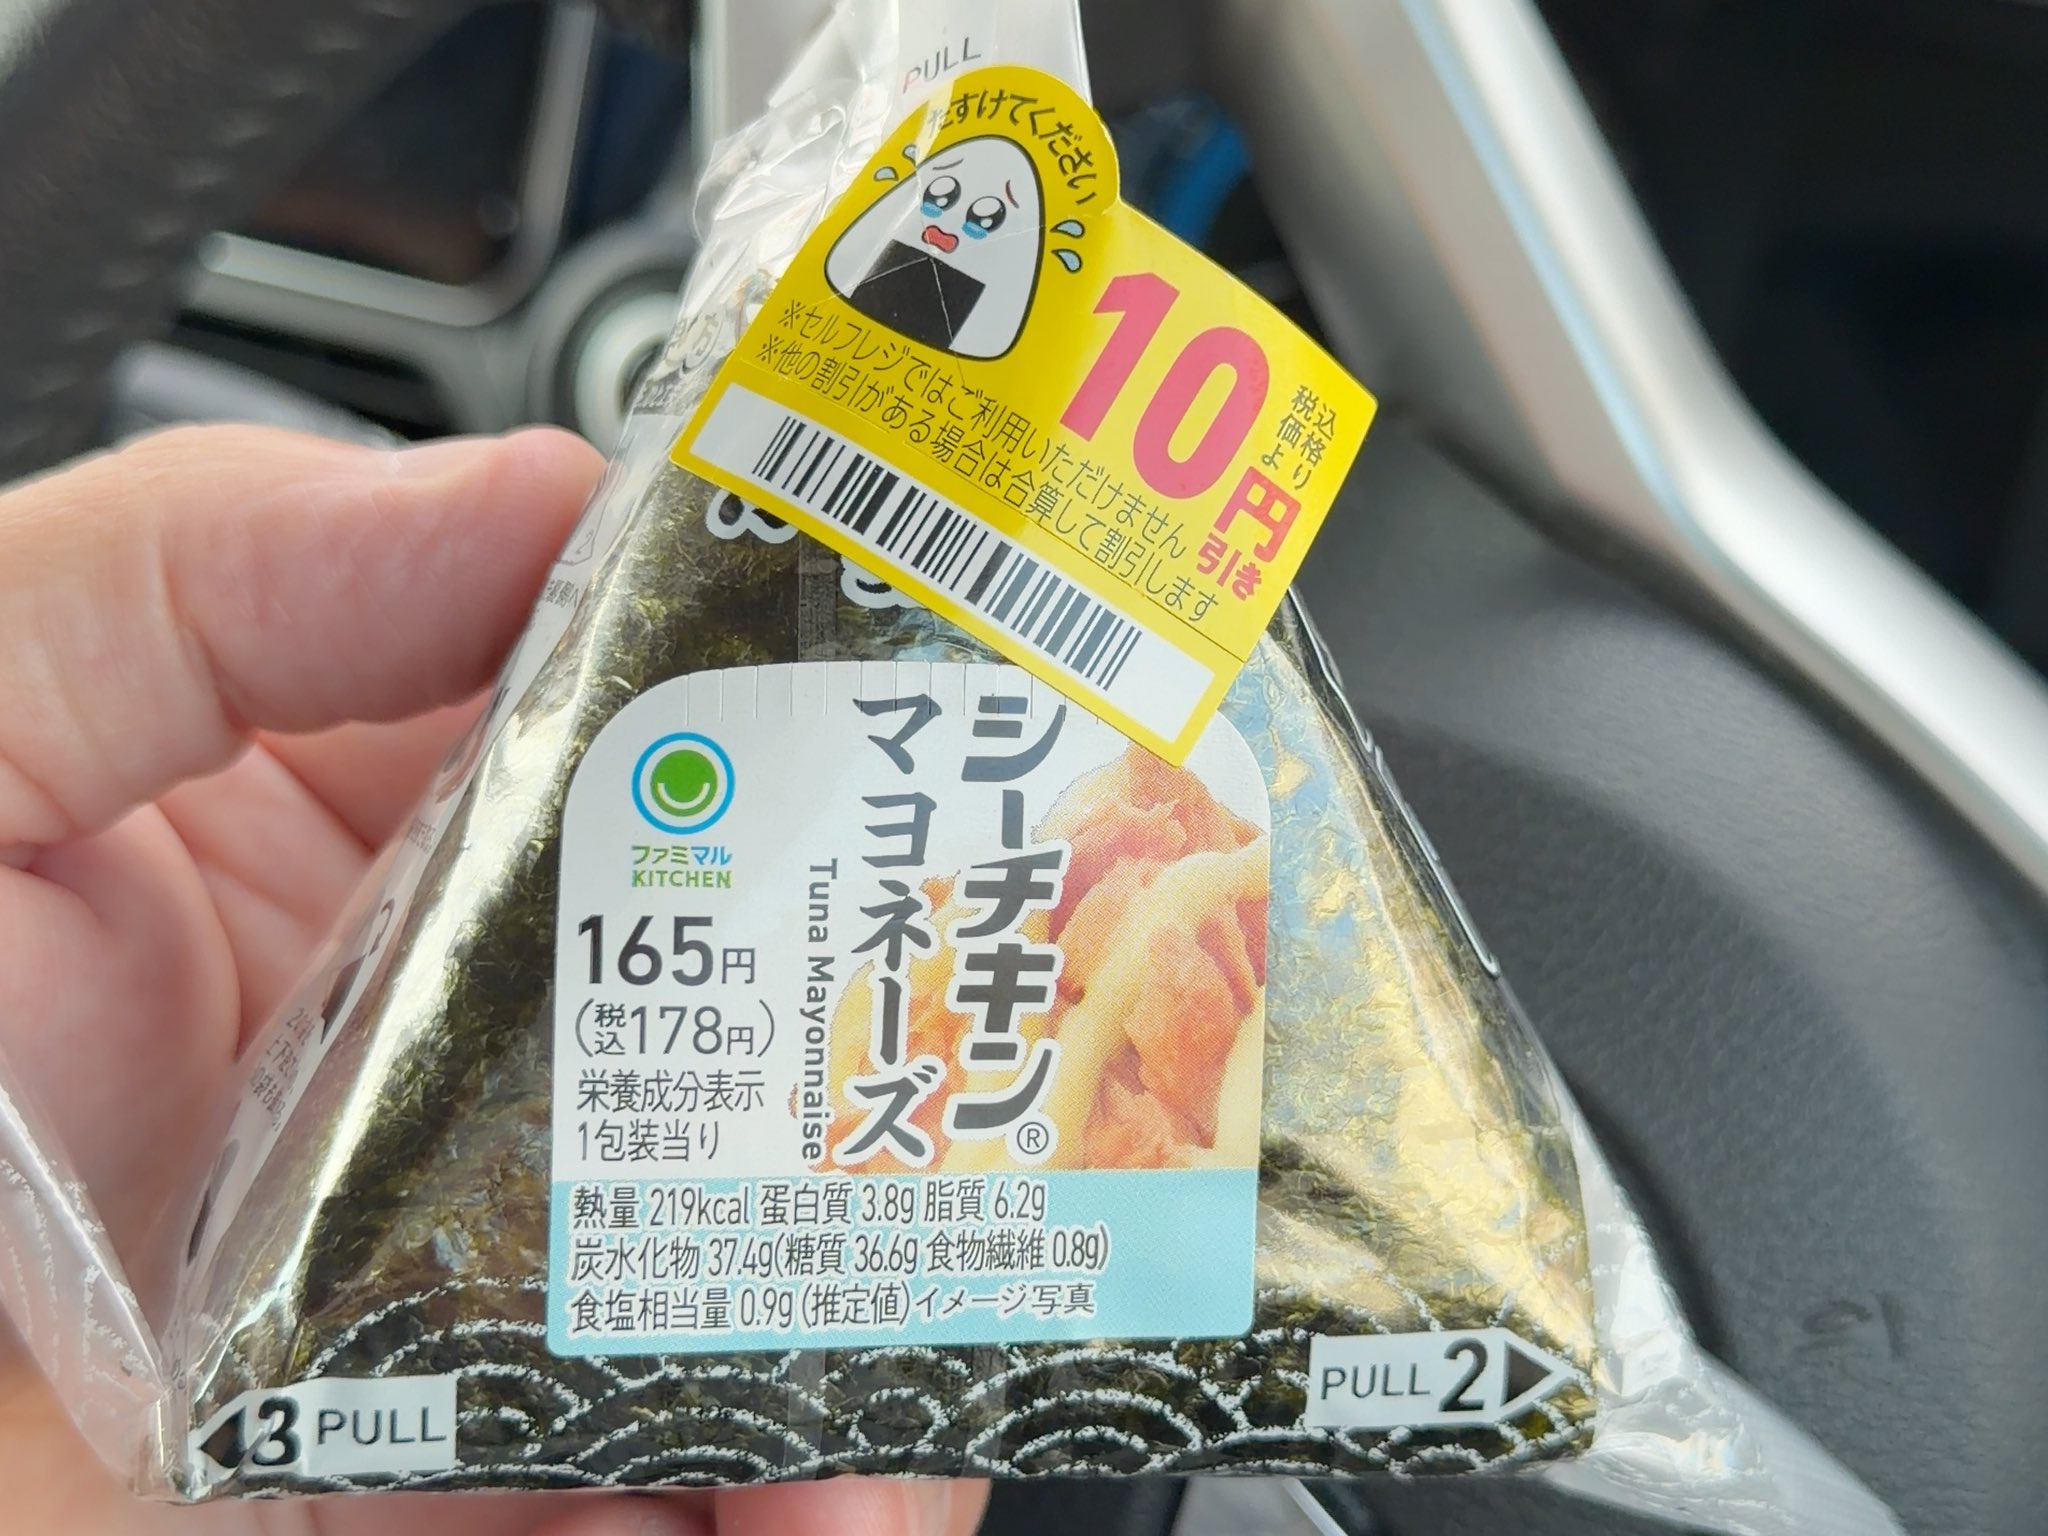 PULL
たすけてください
税込
価格
より
10円
引き
※セルフレジではご利用いただけません
※他の割引がある場合は合算して割引します
シーチキン®
マヨネーズ
Tuna Mayonnaise
ファミマル
KITCHEN
165円
(税込178円)
栄養成分表示
1包装当り
熱量 219kcal 蛋白質 3.8g 脂質 6.2g
炭水化物 37.4g(糖質 36.6g 食物繊維 0.8g)
食塩相当量 0.9g (推定値)イメージ写真
3 PULL
PULL 2